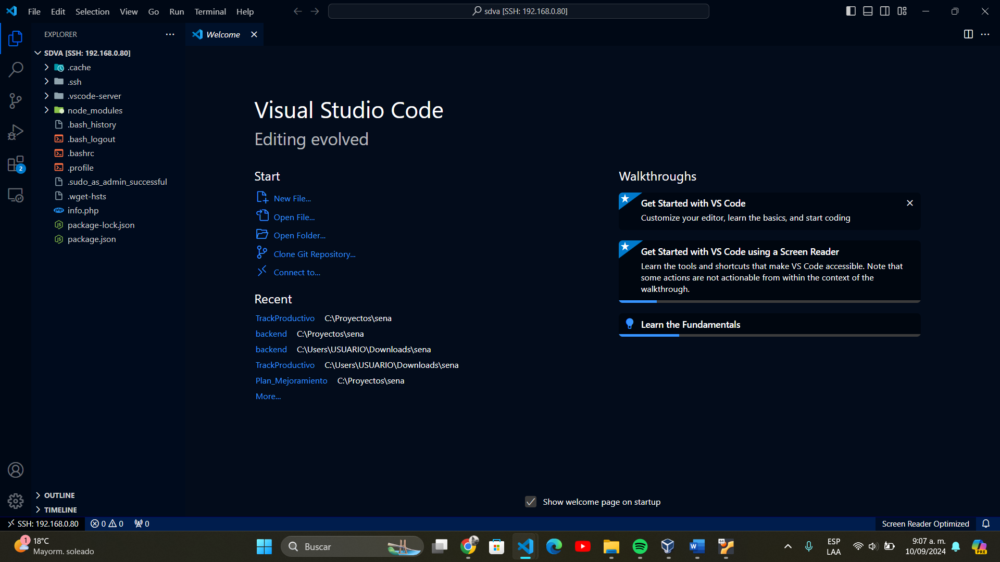 File Edit Selection View Go Run Terminal Help
sdva [SSH: 192.168.0.80]
EXPLORER
Welcome
SDVA [SSH: 192.168.0.80]
.cache
.ssh
.vscode-server
node_modules
.bash_history
.bash_logout
.bashrc
.profile
.sudo_as_admin_successful
.wget-hsts
info.php
package-lock.json
package.json
2
OUTLINE
TIMELINE
Visual Studio Code
Editing evolved
Start
New File...
Open File...
Open Folder...
Clone Git Repository...
Connect to...
Recent
TrackProductivo C:\Proyectos\sena
backend C:\Proyectos\sena
backend C:\Users\USUARIO\Downloads\sena
TrackProductivo C:\Users\USUARIO\Downloads\sena
Plan_Mejoramiento C:\Proyectos\sena
More...
Walkthroughs
Get Started with VS Code
Customize your editor, learn the basics, and start coding
Get Started with VS Code using a Screen Reader
Learn the tools and shortcuts that make VS Code accessible. Note that
some actions are not actionable from within the context of the
walkthrough.
Learn the Fundamentals
Show welcome page on startup
SSH: 192.168.0.80 0 0 0
Screen Reader Optimized
1
18°C
Mayorm. soleado
Buscar
64
ESP
LAA
9:07 a. m.
10/09/2024
PRE